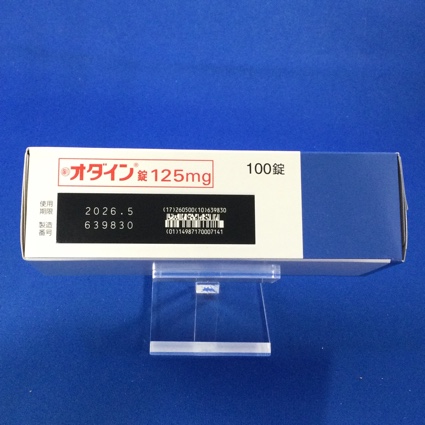 オダイン®錠125mg
100錠
使用
期限
2026.5
製造
番号
639830
(17)260500(10)639830
(01)14987170007141